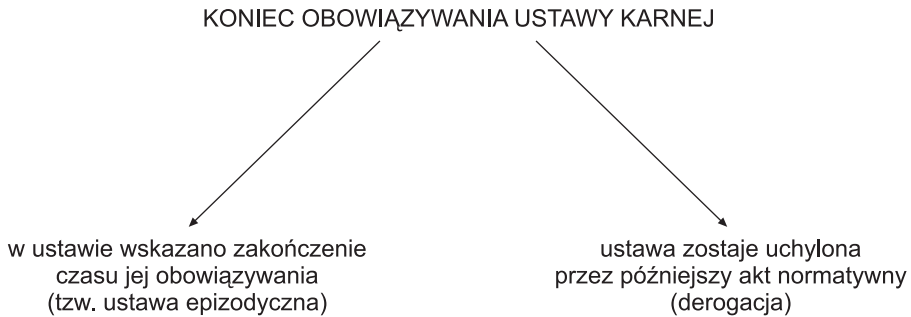 KONIEC OBOWIĄZYWANIA USTAWY KARNEJ
w ustawie wskazano zakończenie
czasu jej obowiązywania
(tzw. ustawa epizodyczna)
ustawa zostaje uchylona
przez późniejszy akt normatywny
(derogacja)